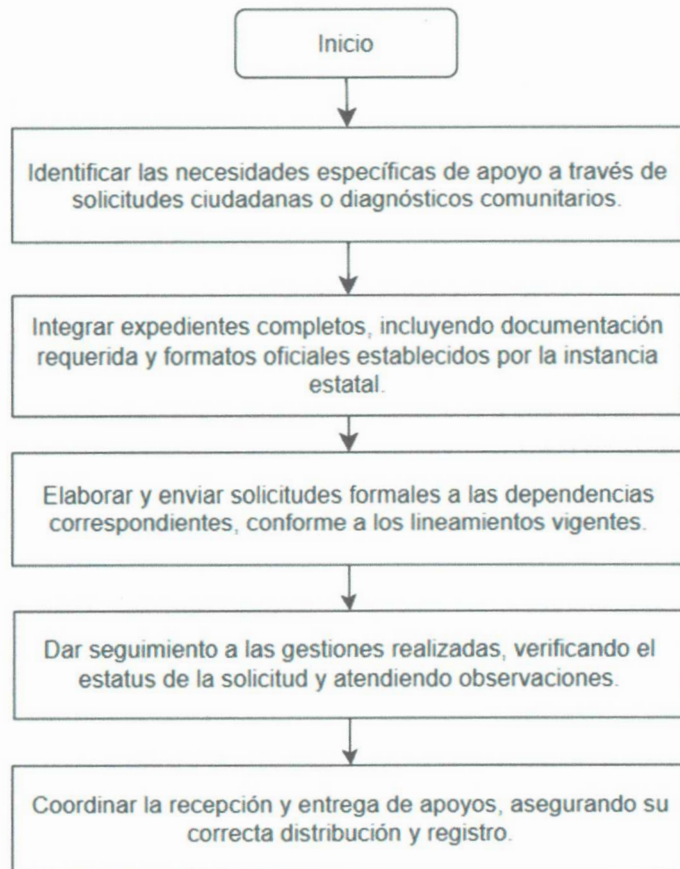 Inicio
Identificar las necesidades específicas de apoyo a través de
solicitudes ciudadanas o diagnósticos comunitarios.
Integrar expedientes completos, incluyendo documentación
requerida y formatos oficiales establecidos por la instancia
estatal.
Elaborar y enviar solicitudes formales a las dependencias
correspondientes, conforme a los lineamientos vigentes.
Dar seguimiento a las gestiones realizadas, verificando el
estatus de la solicitud y atendiendo observaciones.
Coordinar la recepción y entrega de apoyos, asegurando su
correcta distribución y registro.